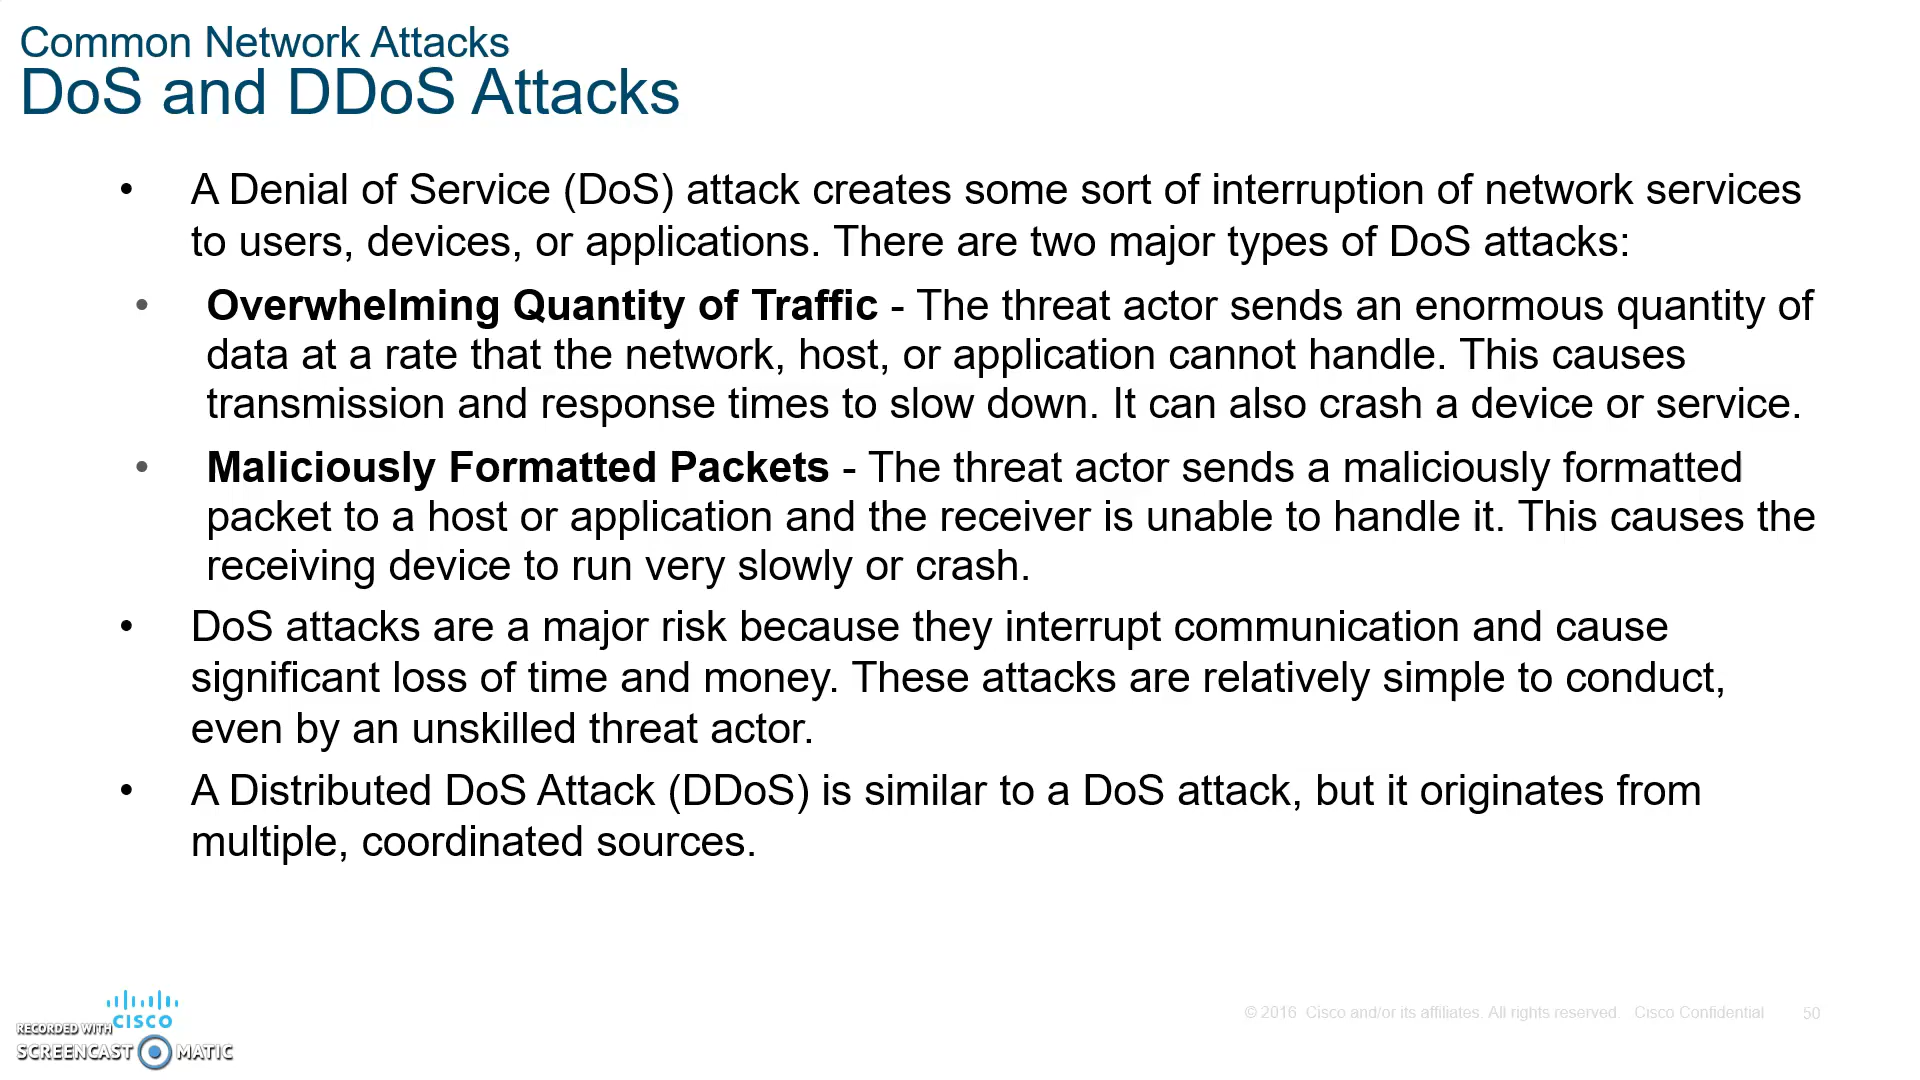 Common Network Attacks
DoS and DDoS Attacks
• A Denial of Service (DoS) attack creates some sort of interruption of network services
to users, devices, or applications. There are two major types of DoS attacks:
• Overwhelming Quantity of Traffic - The threat actor sends an enormous quantity of
data at a rate that the network, host, or application cannot handle. This causes
transmission and response times to slow down. It can also crash a device or service.
• Maliciously Formatted Packets - The threat actor sends a maliciously formatted
packet to a host or application and the receiver is unable to handle it. This causes the
receiving device to run very slowly or crash.
• DoS attacks are a major risk because they interrupt communication and cause
significant loss of time and money. These attacks are relatively simple to conduct,
even by an unskilled threat actor.
• A Distributed DoS Attack (DDoS) is similar to a DoS attack, but it originates from
multiple, coordinated sources.
© 2016 Cisco and/or its affiliates. All rights reserved. Cisco Confidential 50
CISCO
RECORDED WITH
SCREENCAST MATIC